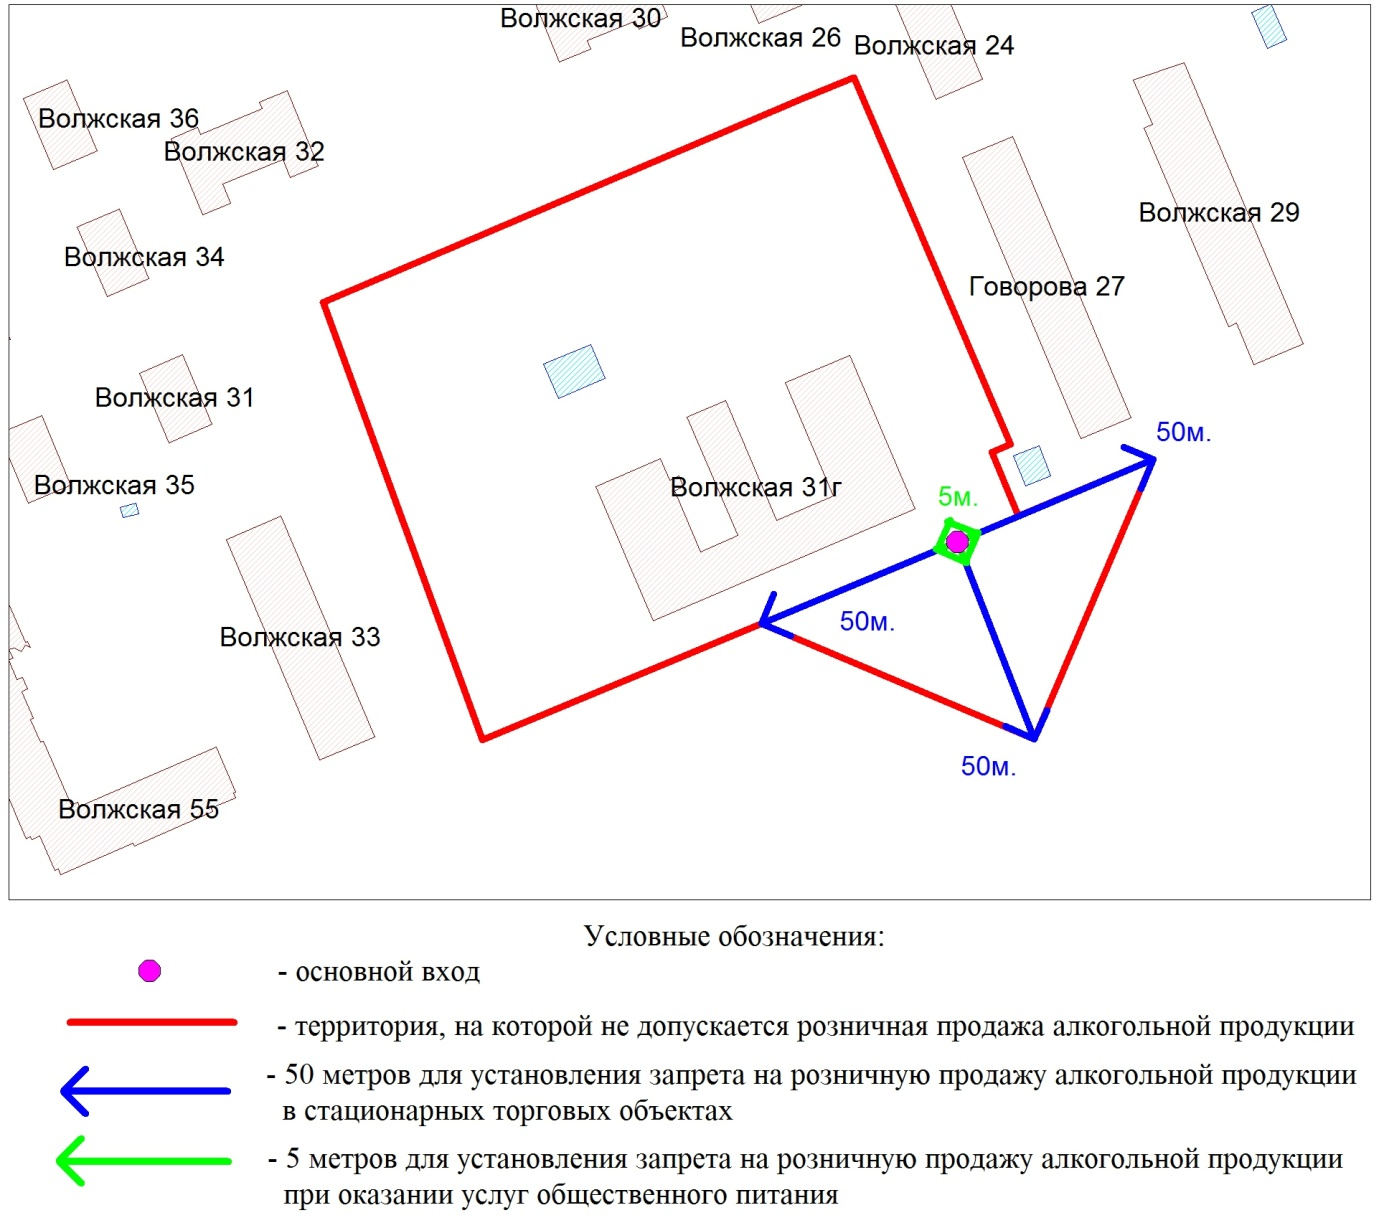 Волжская 30
Волжская 26
Волжская 24
Волжская 36
Волжская 32
Волжская 29
Волжская 34
Говорова 27
Волжская 31
50м.
Волжская 35
Волжская 31г
5м.
50м.
Волжская 33
50м.
Волжская 55
Условные обозначения:
- основной вход
- территория, на которой не допускается розничная продажа алкогольной продукции
- 50 метров для установления запрета на розничную продажу алкогольной продукции
в стационарных торговых объектах
- 5 метров для установления запрета на розничную продажу алкогольной продукции
при оказании услуг общественного питания